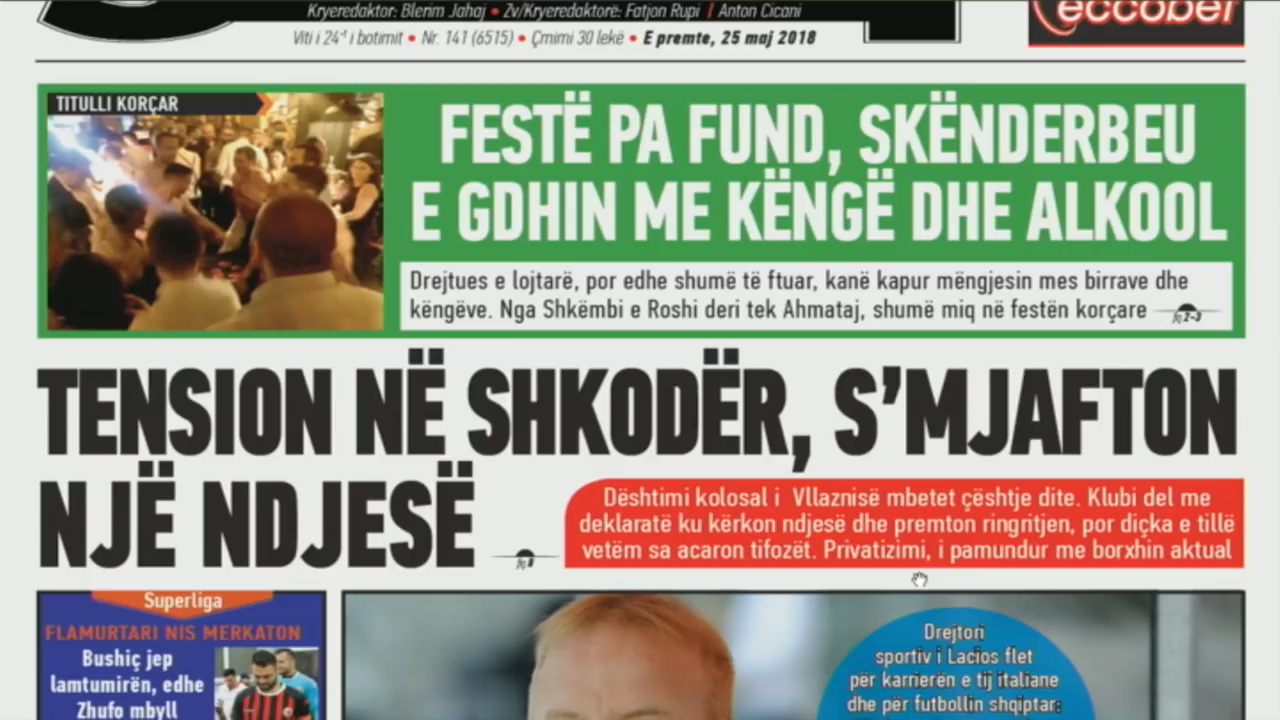 Kryeredaktor: Blerim Jahaj • Zv/Kryeredaktorë: Fatjon Rupi | Anton Cicani
Viti i 24-t i botimit • Nr. 141 (6515) • Çmimi 30 lekë • E premte, 25 maj 2018
eccobet
TITULLI KORÇAR
FESTË PA FUND, SKËNDERBEU
E GDHIN ME KËNGË DHE ALKOOL
Drejtues e lojtarë, por edhe shumë të ftuar, kanë kapur mëngjesin mes birrave dhe
këngëve. Nga Shkëmbi e Roshi deri tek Ahmataj, shumë miq në festën korçare
fq 2-3
TENSION NË SHKODËR, S’MJAFTON
NJË NDJESË
Dështimi kolosal i Vllaznisë mbetet çështje dite. Klubi del me
deklaratë ku kërkon ndjesë dhe premton ringritjen, por diçka e tillë
vetëm sa acaron tifozët. Privatizimi, i pamundur me borxhin aktual
Superliga
FLAMURTARI NIS MERKATON
Bushiç jep
lamtumirën, edhe
Zhufo mbyll
Drejtori
sportiv i Lacios flet
për karrierën e tij italiane
dhe për futbollin shqiptar: